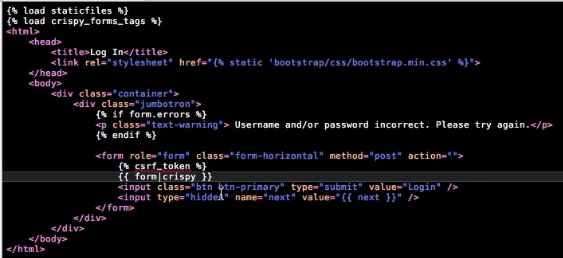 {% load staticfiles %}
{% load crispy_forms_tags %}
<html>
<head>
<title>Log In</title>
<link rel="stylesheet" href="{% static 'bootstrap/css/bootstrap.min.css' %}">
</head>
<body>
<div class="container">
<div class="jumbotron">
{% if form.errors %}
<p class="text-warning"> Username and/or password incorrect. Please try again.</p>
{% endif %}
<form role="form" class="form-horizontal" method="post" action="">
{% csrf_token %}
{{ form|crispy }}
<input class="btn btn-primary" type="submit" value="Login" />
<input type="hidden" name="next" value="{{ next }}" />
</form>
</div>
</div>
</body>
</html>